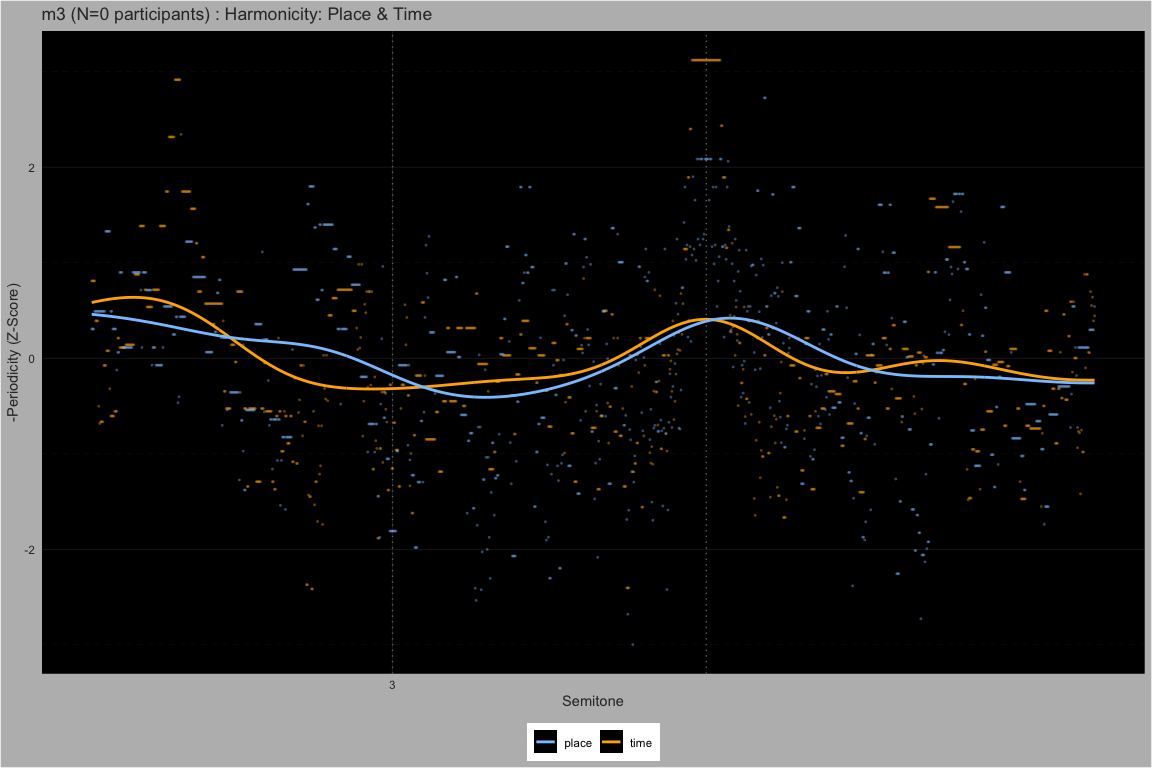 m3 (N=0 participants) : Harmonicity: Place & Time
-Periodicity (Z-Score)
2
0
-2
3
Semitone
place
time